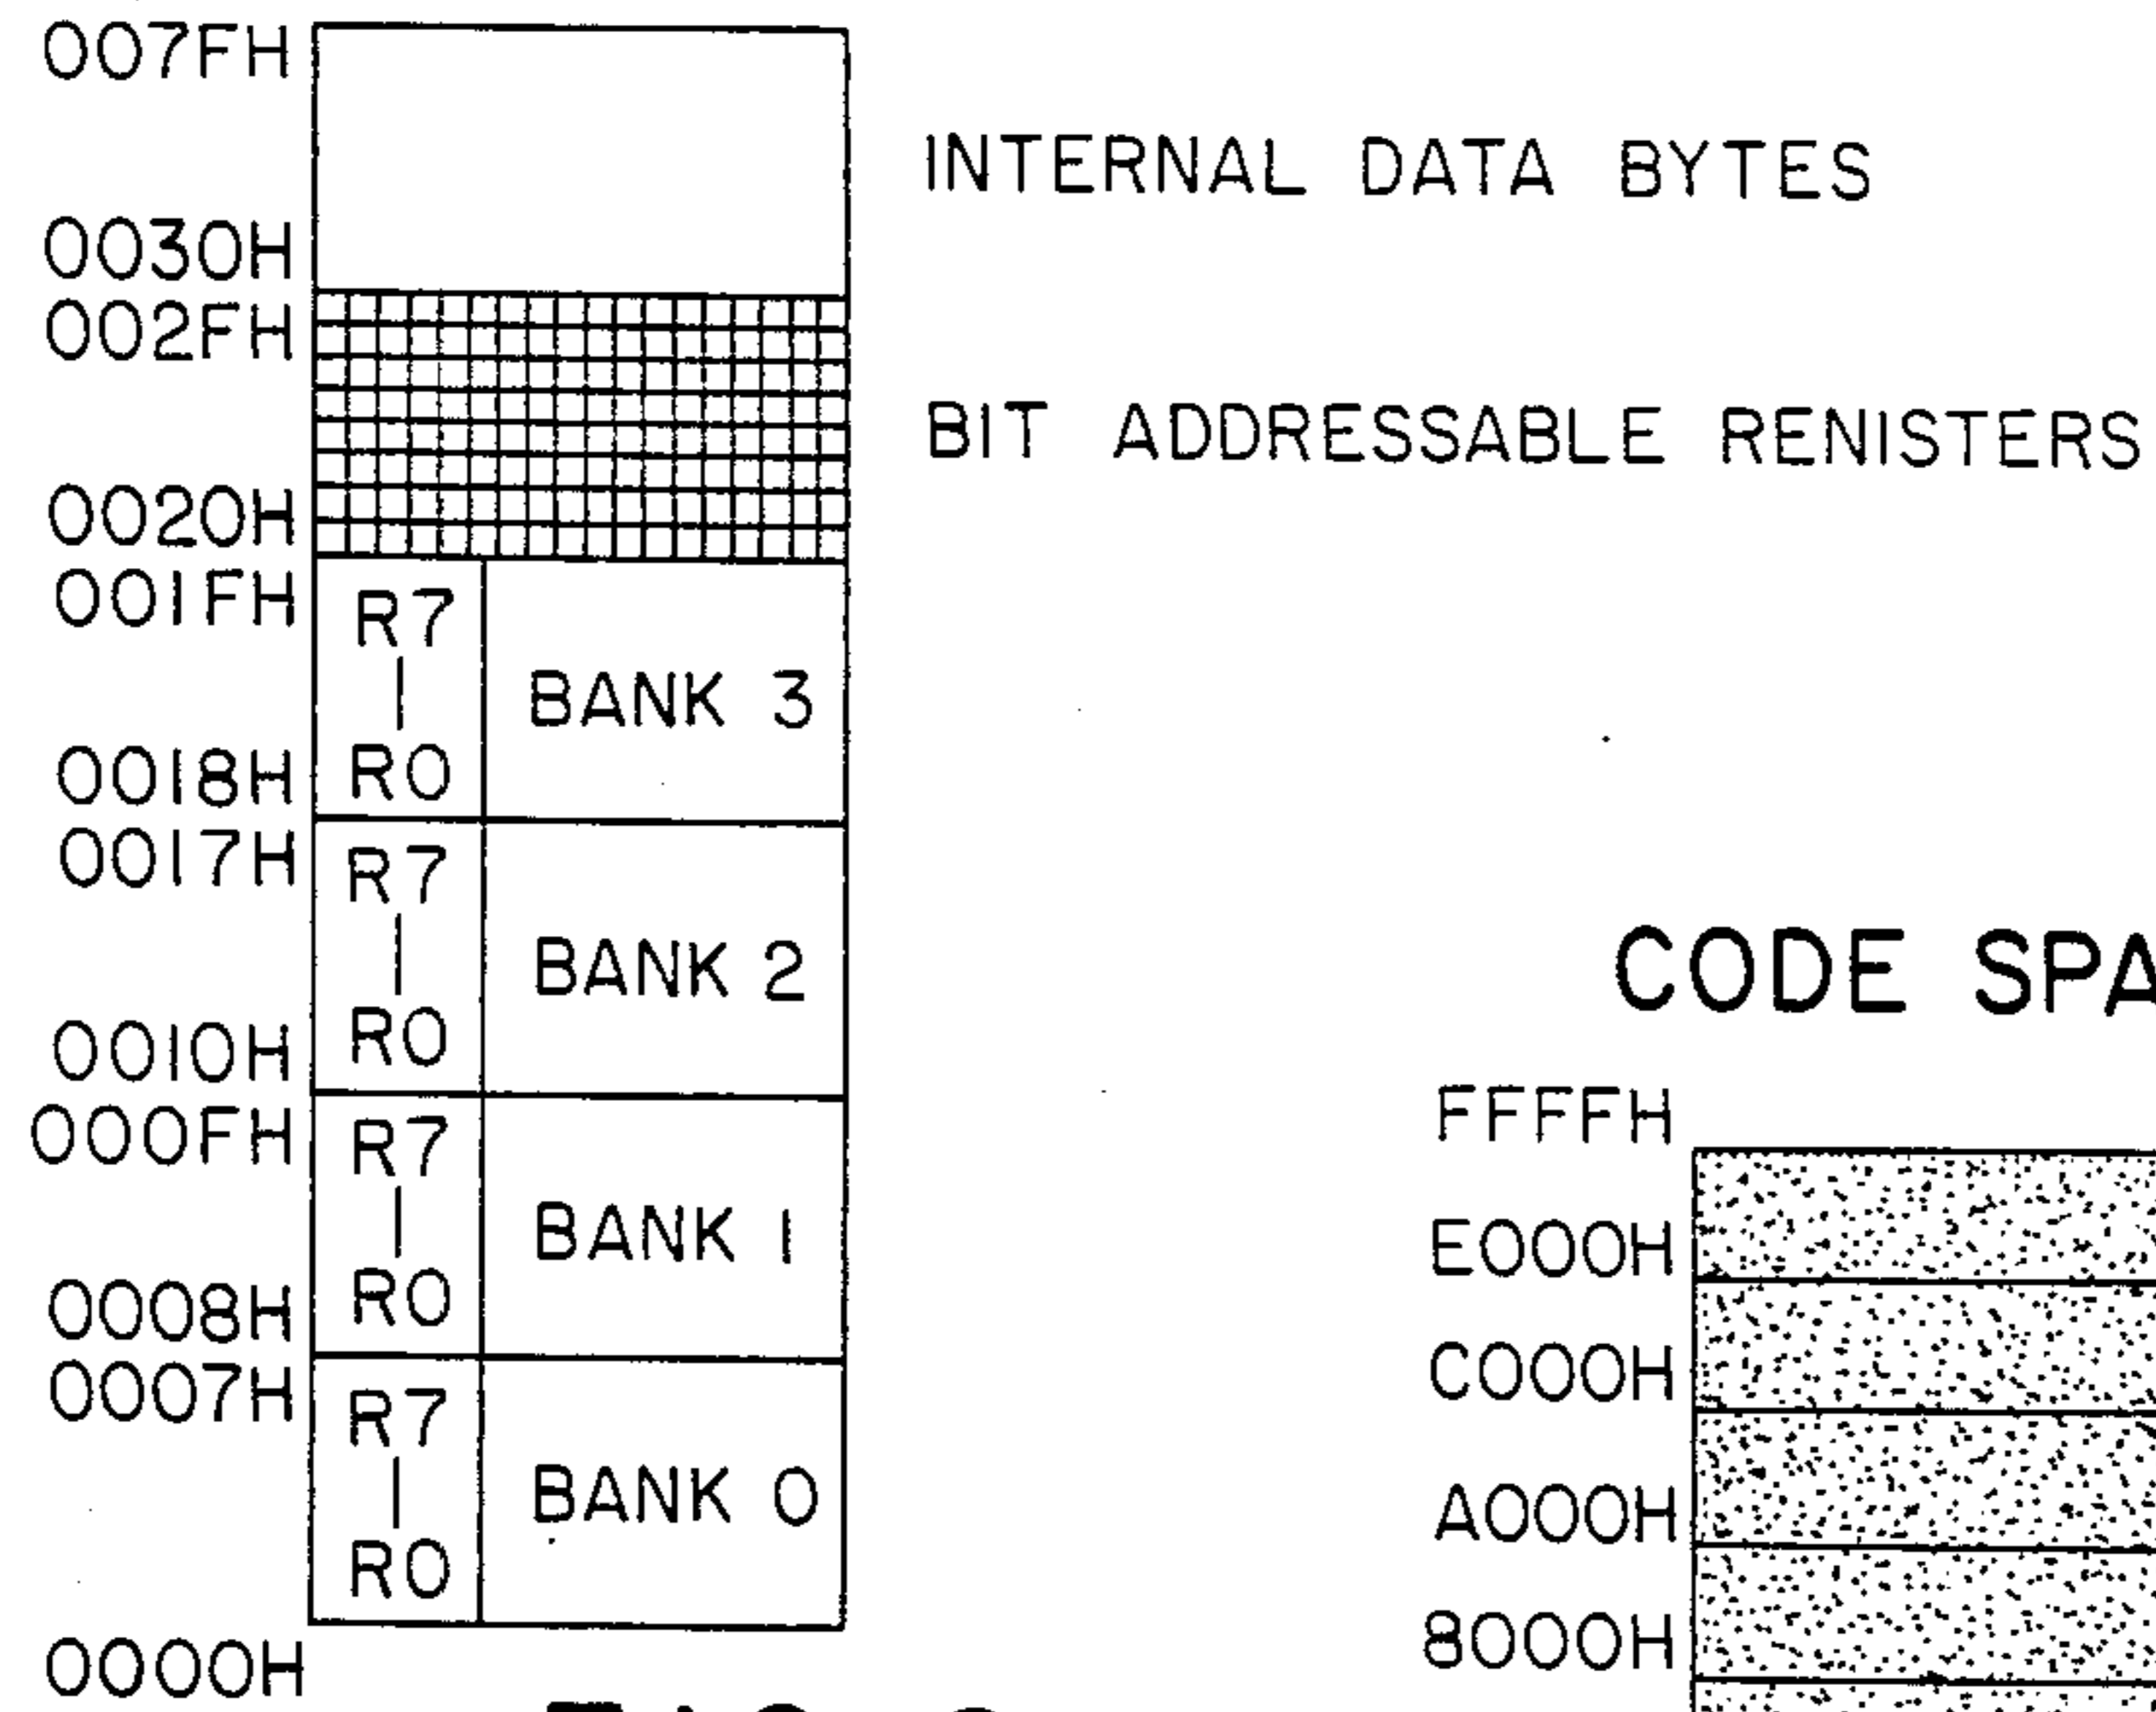 007FH
INTERNAL DATA BYTES
0030H
002FH
BIT ADDRESSABLE RENISTERS
0020H
001FH
R7
BANK 3
0018H
R0
0017H
R7
BANK 2
0010H
R0
000FH
R7
BANK 1
0008H
R0
0007H
R7
BANK 0
R0
0000H
CODE SPA
FFFFH
E000H
C000H
A000H
8000H